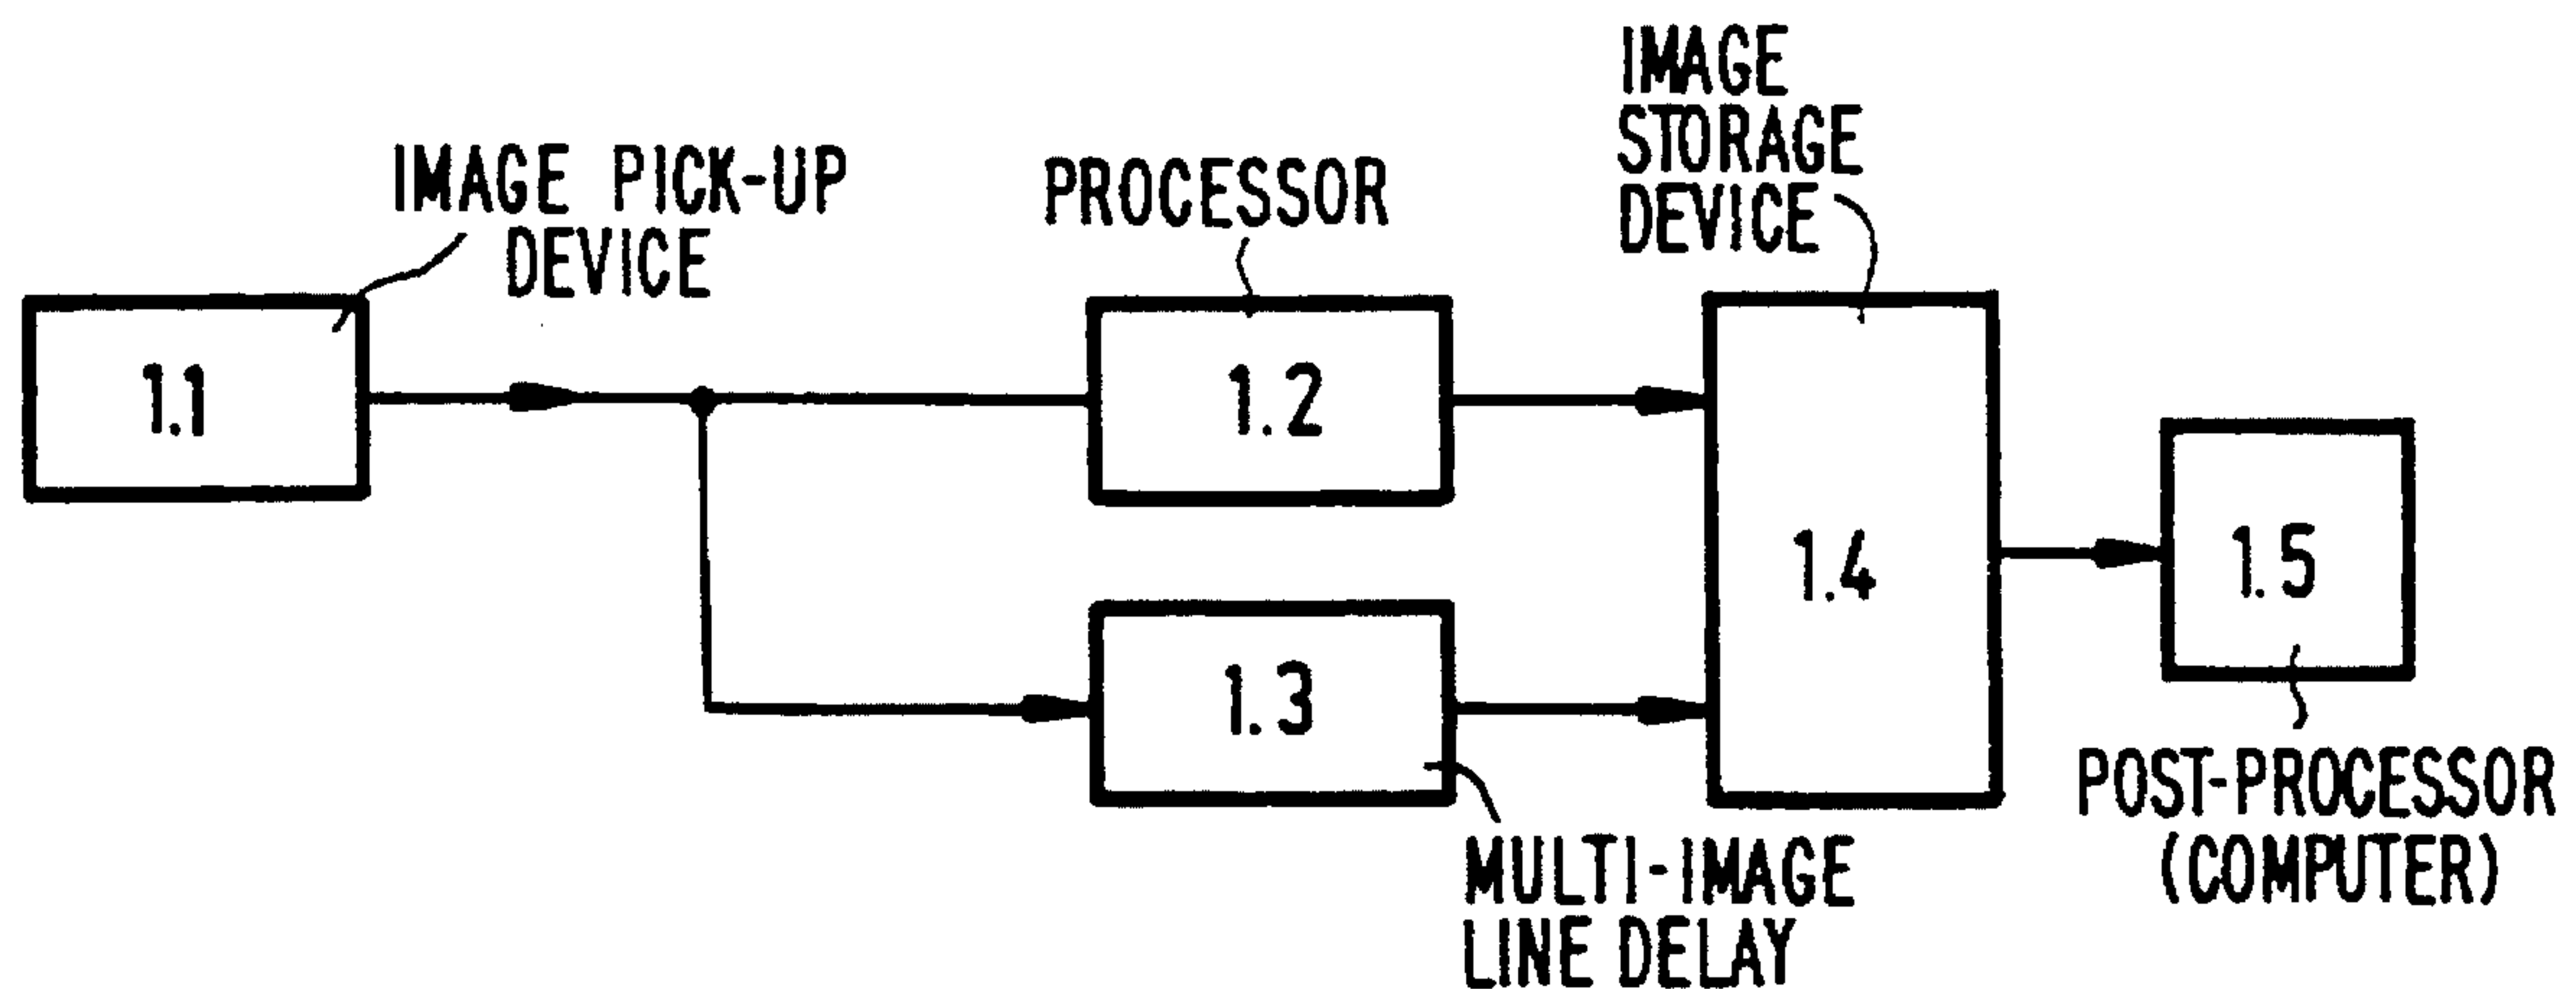 IMAGE PICK-UP
DEVICE
PROCESSOR
IMAGE
STORAGE
DEVICE
1.1
1.2
1.3
1.4
1.5
MULTI-IMAGE
LINE DELAY
POST-PROCESSOR
(COMPUTER)